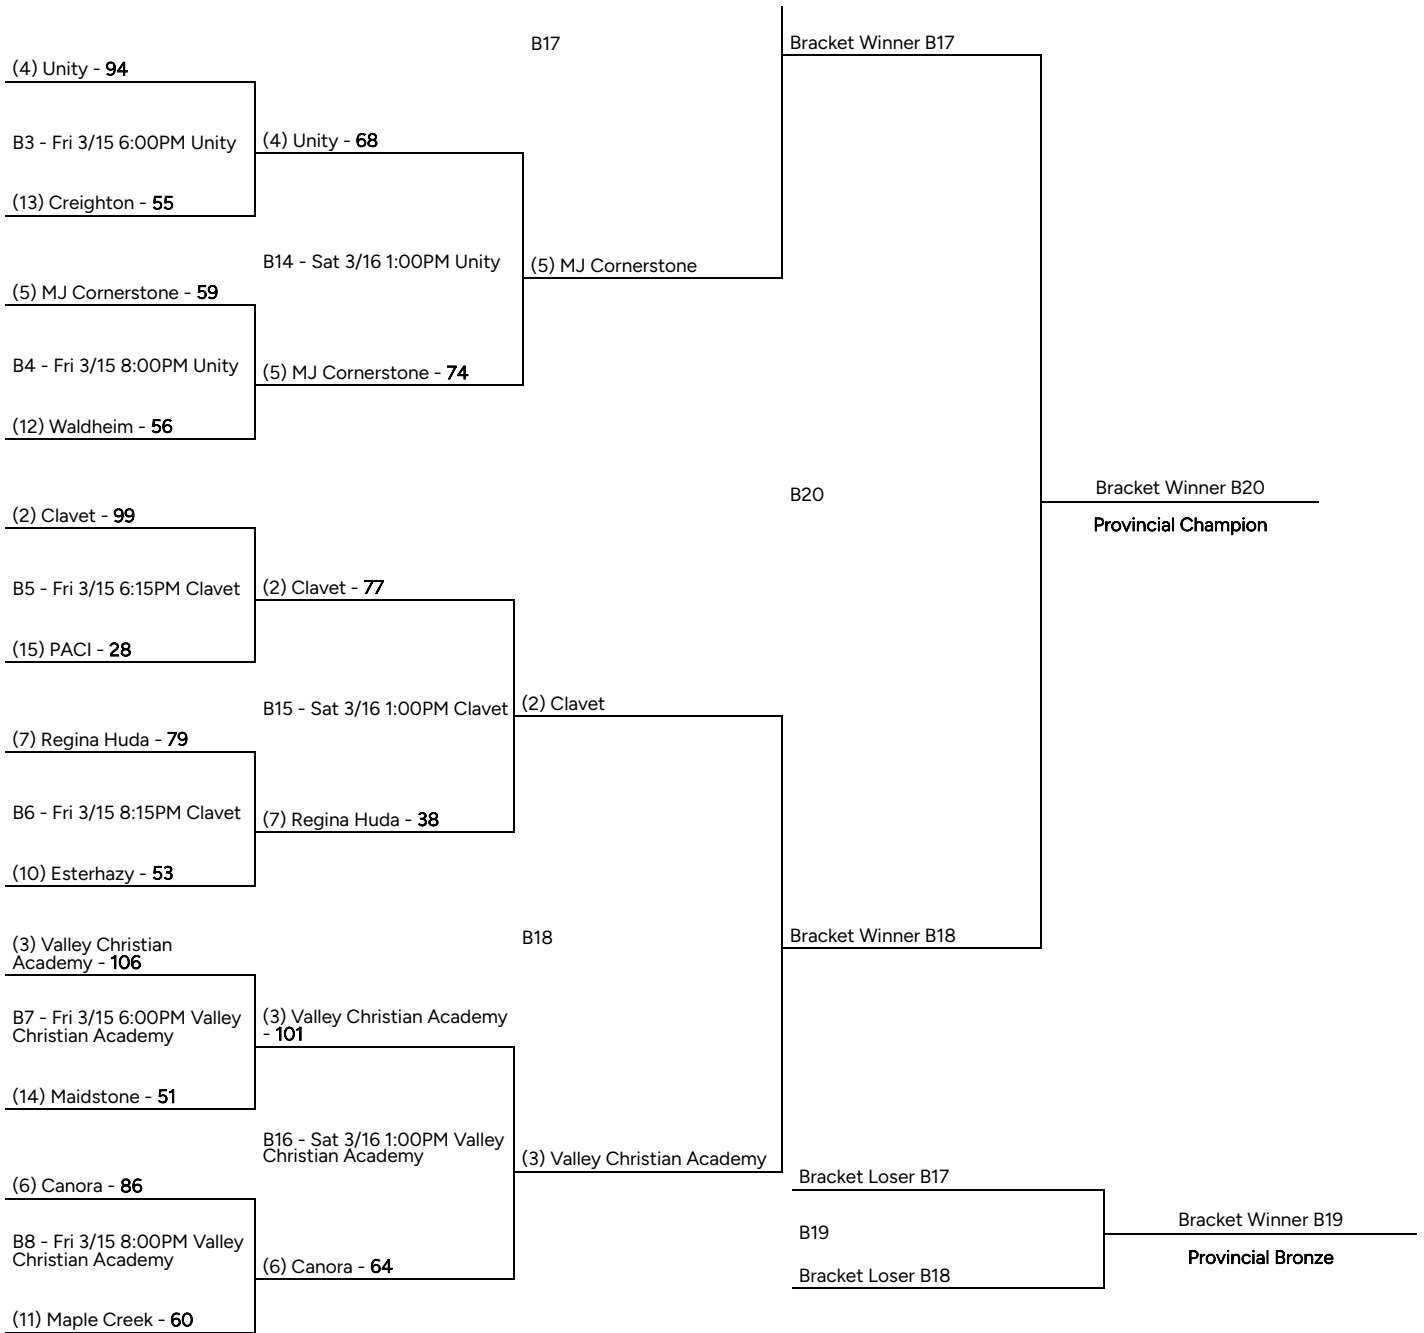 B17
Bracket Winner B17
(4) Unity - 94
B3 - Fri 3/15 6:00PM Unity
(4) Unity - 68
(13) Creighton - 55
B14 - Sat 3/16 1:00PM Unity
(5) MJ Cornerstone
(5) MJ Cornerstone - 59
B4 - Fri 3/15 8:00PM Unity
(5) MJ Cornerstone - 74
(12) Waldheim - 56
B20
Bracket Winner B20
Provincial Champion
(2) Clavet - 99
B5 - Fri 3/15 6:15PM Clavet
(2) Clavet - 77
(15) PACI - 28
B15 - Sat 3/16 1:00PM Clavet
(2) Clavet
(7) Regina Huda - 79
B6 - Fri 3/15 8:15PM Clavet
(7) Regina Huda - 38
(10) Esterhazy - 53
B18
Bracket Winner B18
(3) Valley Christian
Academy - 106
B7 - Fri 3/15 6:00PM Valley
Christian Academy
(3) Valley Christian Academy
- 101
(14) Maidstone - 51
B16 - Sat 3/16 1:00PM Valley
Christian Academy
(3) Valley Christian Academy
(6) Canora - 86
B8 - Fri 3/15 8:00PM Valley
Christian Academy
(6) Canora - 64
(11) Maple Creek - 60
Bracket Loser B17
B19
Bracket Loser B18
Bracket Winner B19
Provincial Bronze